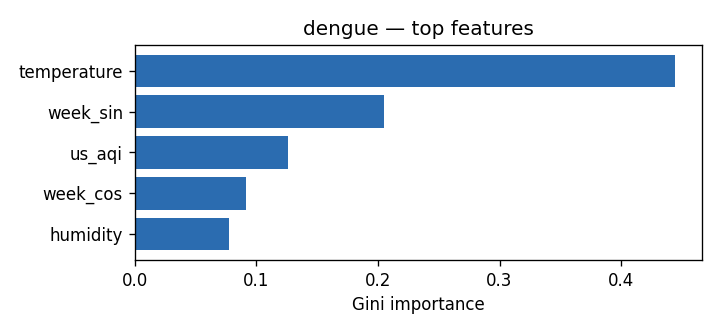 dengue — top features
temperature
week_sin
us_aqi
week_cos
humidity
0.0 0.1 0.2 0.3 0.4
Gini importance